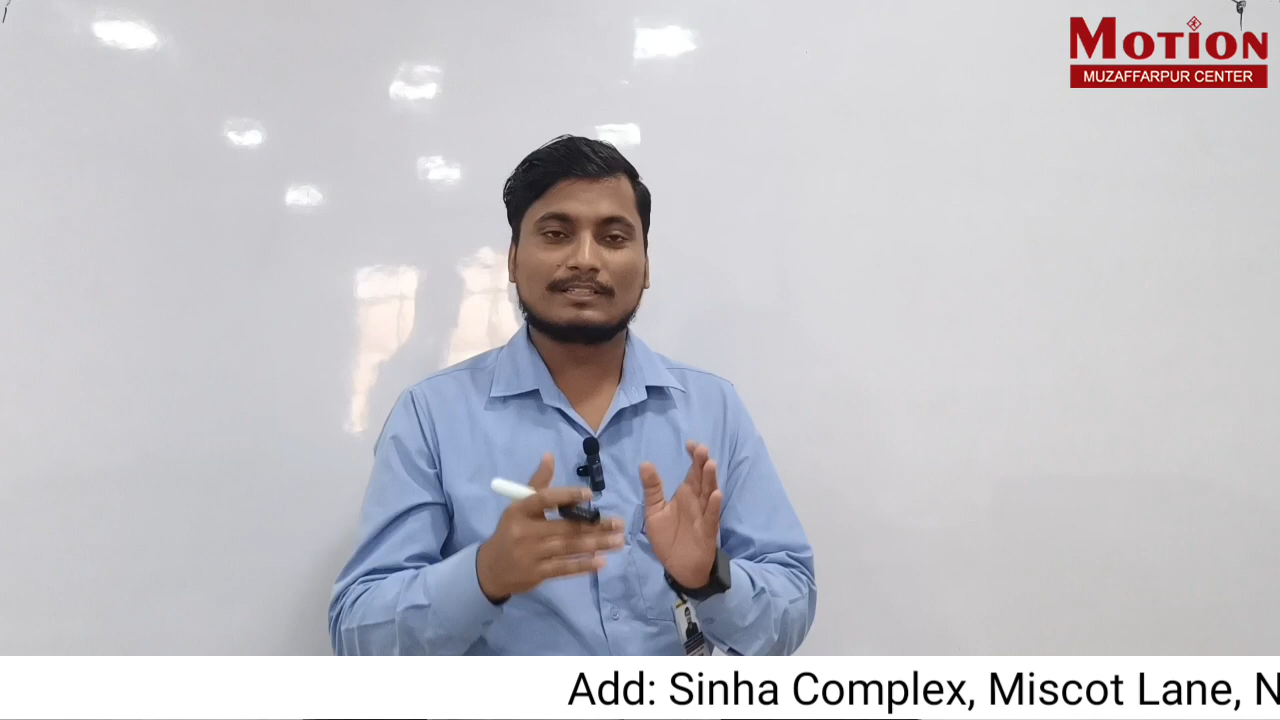 MOTION
MUZAFFARPUR CENTER
Add: Sinha Complex, Miscot Lane, N